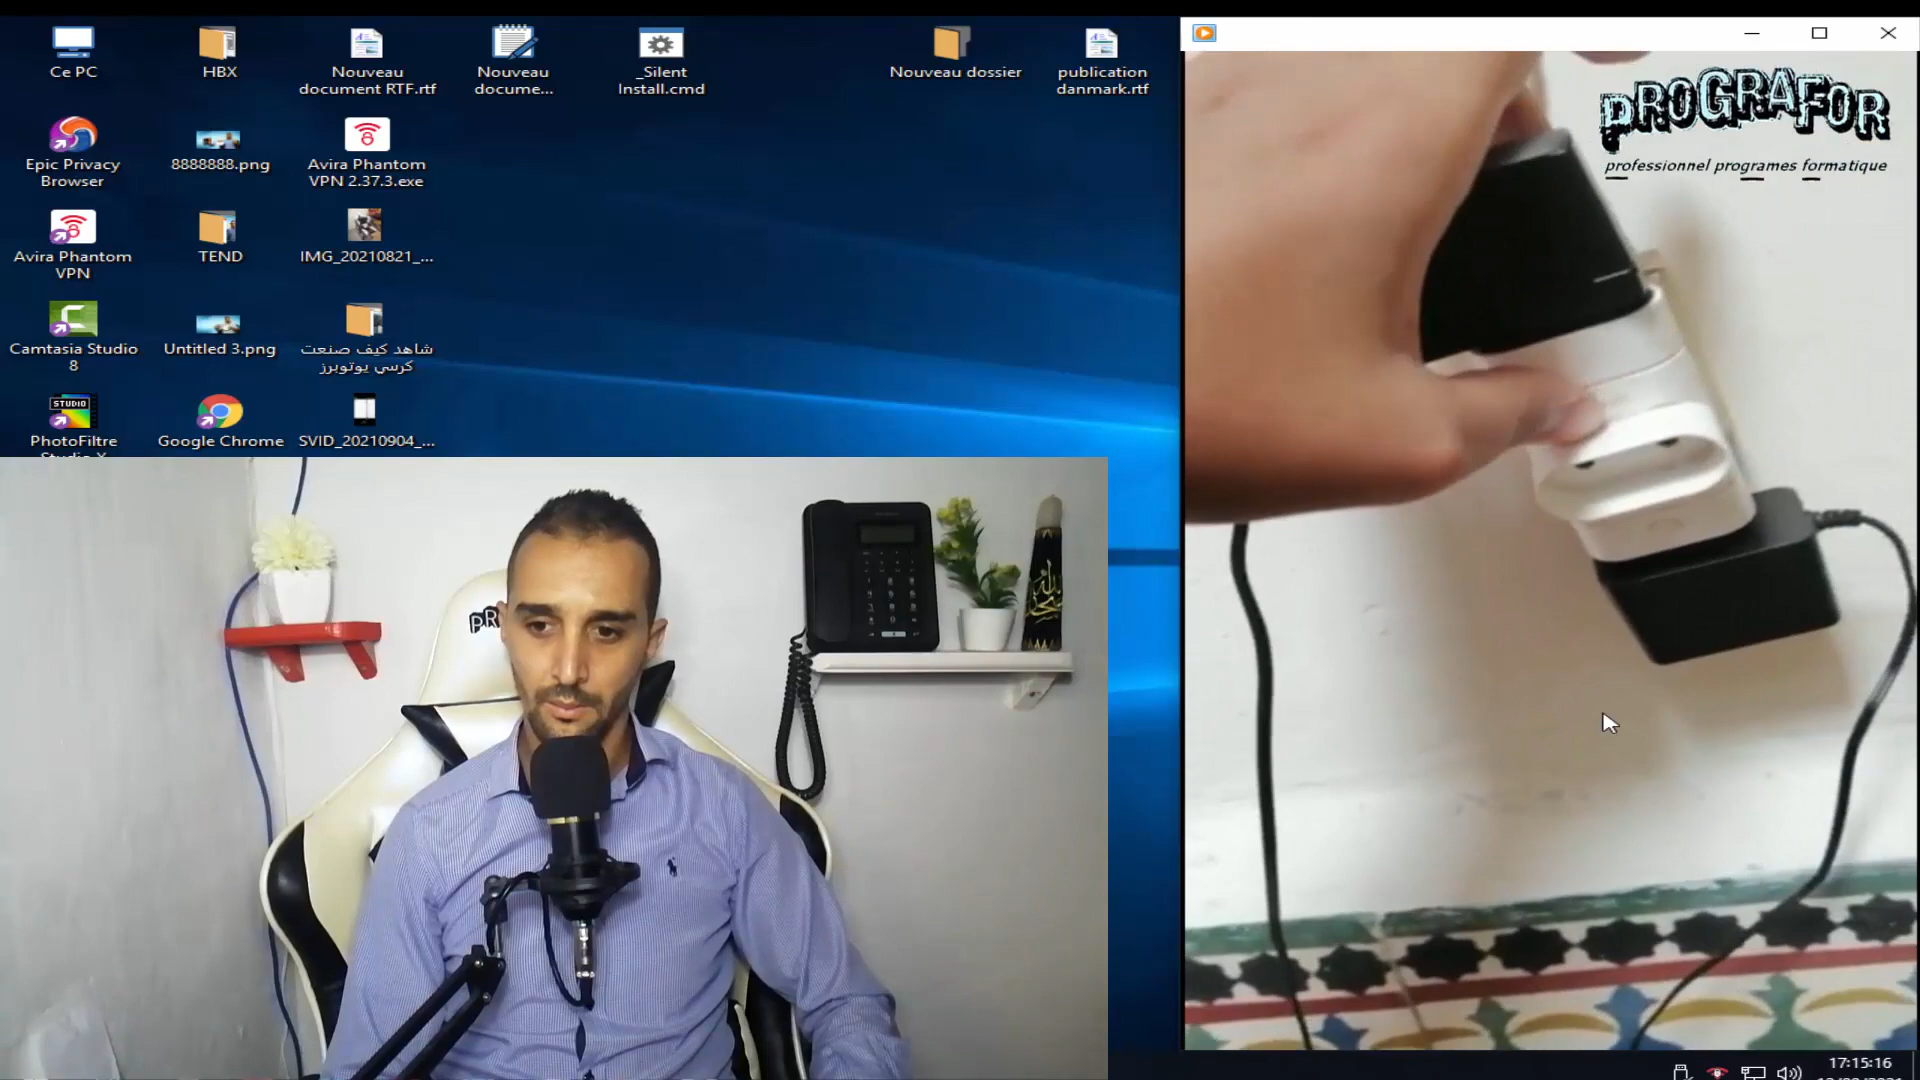 Ce PC
HBX
Nouveau
document RTF.rtf
Nouveau
docume...
_Silent
Install.cmd
Nouveau dossier
publication
danmark.rtf
Epic Privacy
Browser
8888888.png
Avira Phantom
VPN 2.37.3.exe
Avira Phantom
VPN
TEND
IMG_20210821_...
Camtasia Studio
8
Untitled 3.png
شاهد كيف صنعت
كرسي يوتوبرز
STUDIO
PhotoFiltre
Studio X
Google Chrome
SVID_20210904_...
PROGRAFOR
professionnel programes formatique
PR
17:15:16